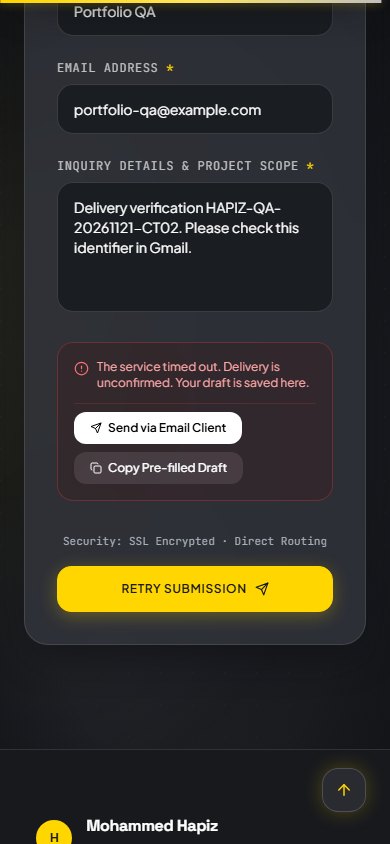 Portfolio QA
EMAIL ADDRESS *
portfolio-qa@example.com
INQUIRY DETAILS & PROJECT SCOPE *
Delivery verification HAPIZ-QA-
20261121-CT02. Please check this
identifier in Gmail.
The service timed out. Delivery is
unconfirmed. Your draft is saved here.
Send via Email Client
Copy Pre-filled Draft
Security: SSL Encrypted · Direct Routing
RETRY SUBMISSION
Mohammed Hapiz
H